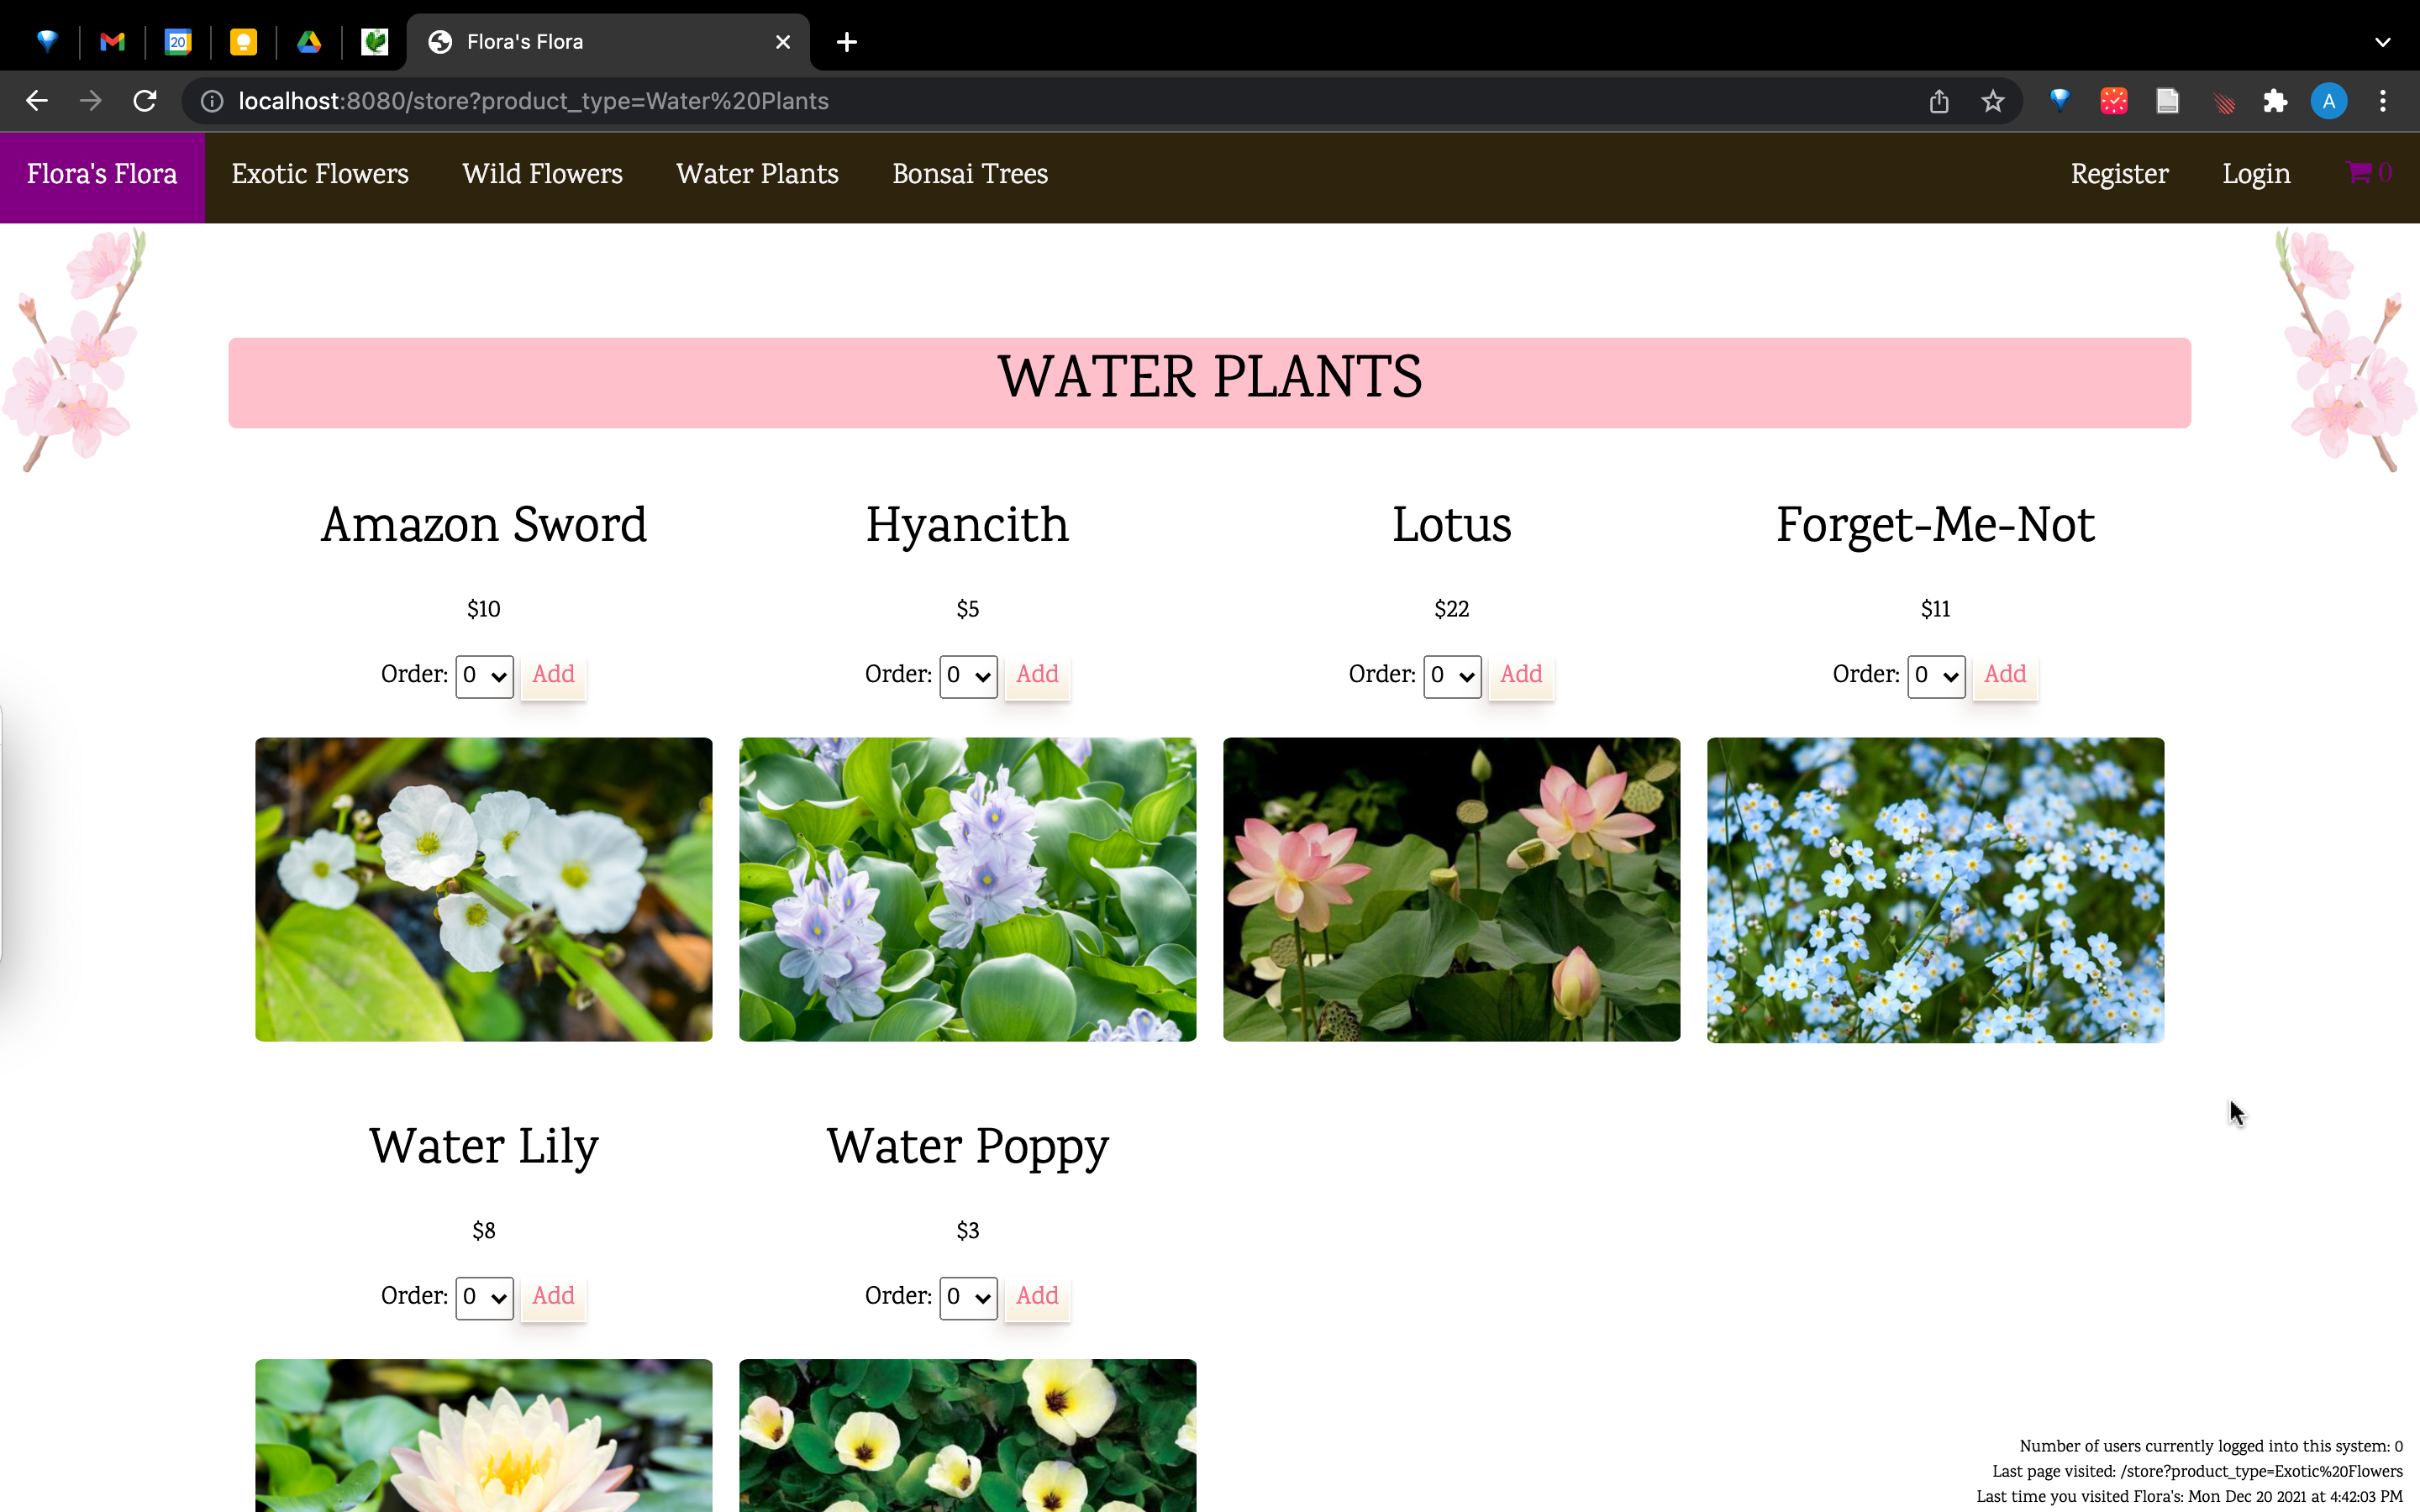 20
Flora's Flora
localhost:8080/store?product_type=Water%20Plants
A
Flora's Flora Exotic Flowers Wild Flowers Water Plants Bonsai Trees Register Login 0
WATER PLANTS
Amazon Sword Hyancith Lotus Forget-Me-Not
$10 $5 $22 $11
Order: 0 Add Order: 0 Add Order: 0 Add Order: 0 Add
Water Lily Water Poppy
$8 $3
Order: 0 Add Order: 0 Add
Number of users currently logged into this system: 0
Last page visited: /store?product_type=Exotic%20Flowers
Last time you visited Flora's: Mon Dec 20 2021 at 4:42:03 PM